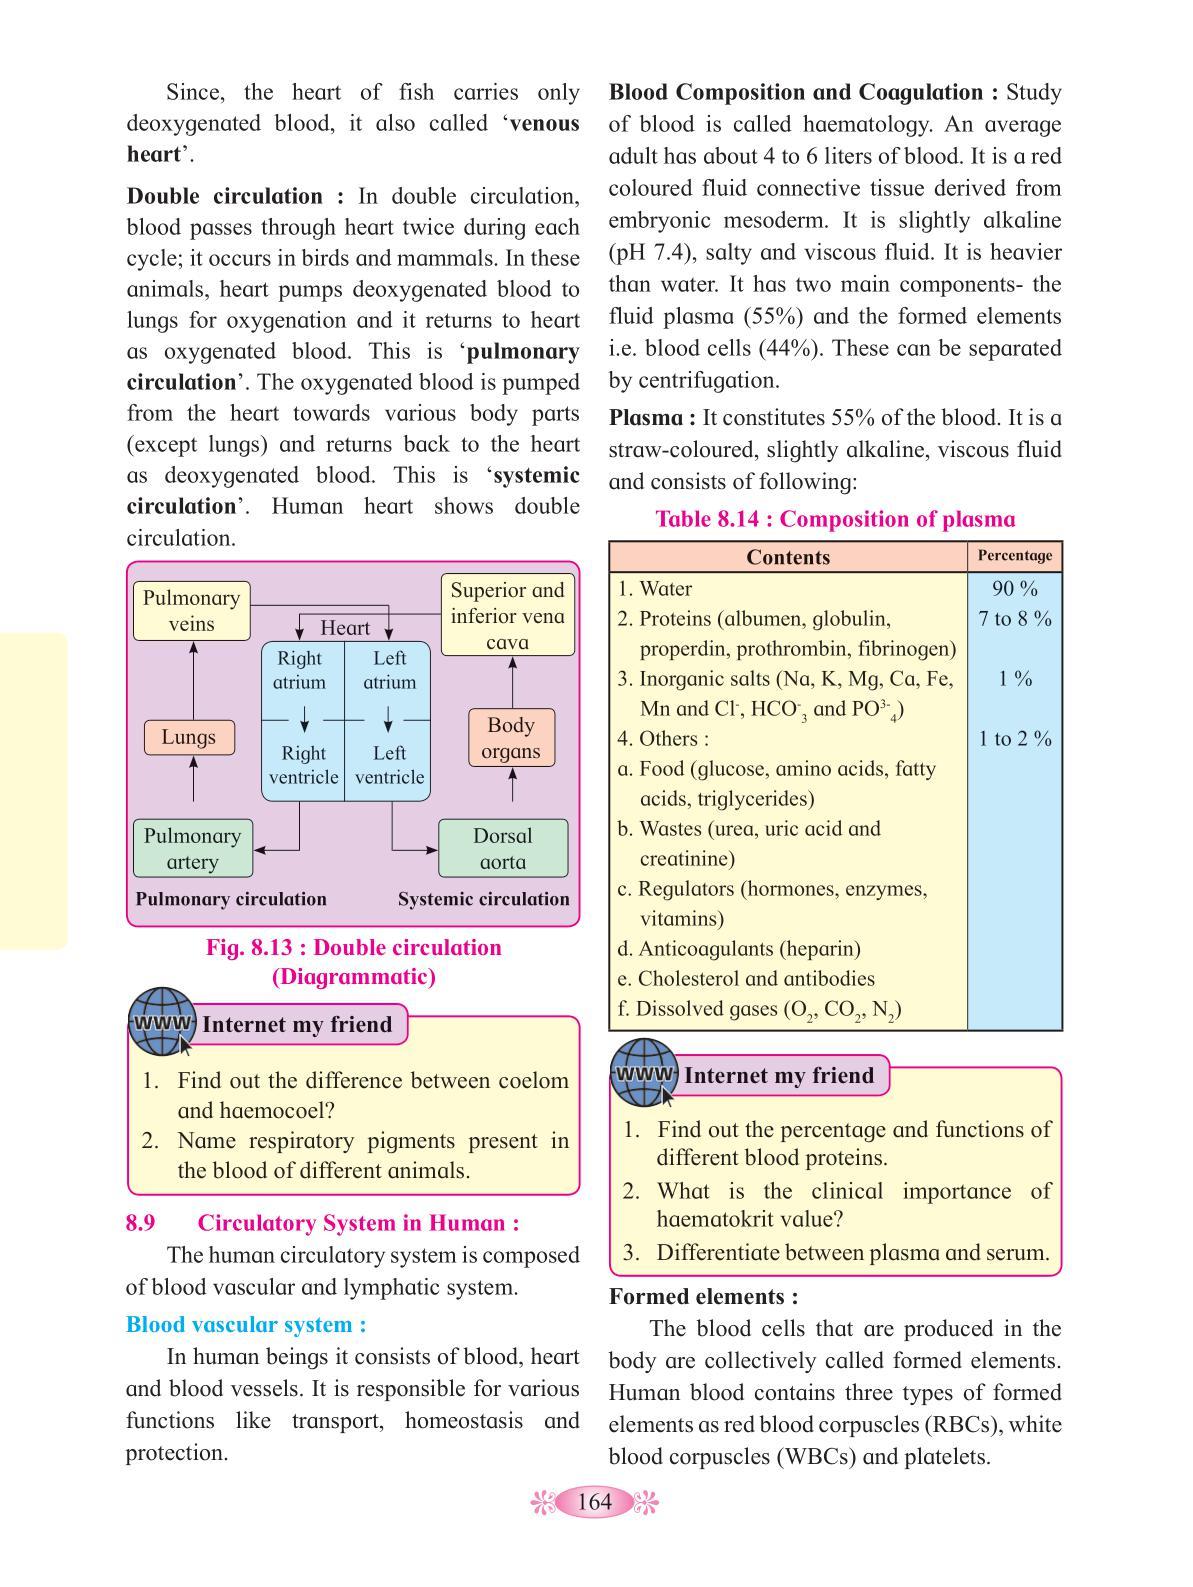 Since, the heart of fish carries only
deoxygenated blood, it also called ‘venous
heart’.
Double circulation : In double circulation,
blood passes through heart twice during each
cycle; it occurs in birds and mammals. In these
animals, heart pumps deoxygenated blood to
lungs for oxygenation and it returns to heart
as oxygenated blood. This is ‘pulmonary
circulation’. The oxygenated blood is pumped
from the heart towards various body parts
(except lungs) and returns back to the heart
as deoxygenated blood. This is ‘systemic
circulation’. Human heart shows double
circulation.
Pulmonary
veins
Superior and
inferior vena
cava
Heart
Right
atrium
Left
atrium
Lungs
Body
organs
Right
ventricle
Left
ventricle
Pulmonary
artery
Dorsal
aorta
Pulmonary circulation
Systemic circulation
Fig. 8.13 : Double circulation
(Diagrammatic)
WWW Internet my friend
1. Find out the difference between coelom
and haemocoel?
2. Name respiratory pigments present in
the blood of different animals.
8.9 Circulatory System in Human :
The human circulatory system is composed
of blood vascular and lymphatic system.
Blood vascular system :
In human beings it consists of blood, heart
and blood vessels. It is responsible for various
functions like transport, homeostasis and
protection.
Blood Composition and Coagulation : Study
of blood is called haematology. An average
adult has about 4 to 6 liters of blood. It is a red
coloured fluid connective tissue derived from
embryonic mesoderm. It is slightly alkaline
(pH 7.4), salty and viscous fluid. It is heavier
than water. It has two main components- the
fluid plasma (55%) and the formed elements
i.e. blood cells (44%). These can be separated
by centrifugation.
Plasma : It constitutes 55% of the blood. It is a
straw-coloured, slightly alkaline, viscous fluid
and consists of following:
Table 8.14 : Composition of plasma
Contents Percentage
1. Water 90 %
2. Proteins (albumen, globulin, 7 to 8 %
properdin, prothrombin, fibrinogen)
3. Inorganic salts (Na, K, Mg, Ca, Fe, 1 %
Mn and Cl⁻, HCO⁻₃ and PO³⁻₄)
4. Others : 1 to 2 %
a. Food (glucose, amino acids, fatty
acids, triglycerides)
b. Wastes (urea, uric acid and
creatinine)
c. Regulators (hormones, enzymes,
vitamins)
d. Anticoagulants (heparin)
e. Cholesterol and antibodies
f. Dissolved gases (O₂, CO₂, N₂)
WWW Internet my friend
1. Find out the percentage and functions of
different blood proteins.
2. What is the clinical importance of
haematokrit value?
3. Differentiate between plasma and serum.
Formed elements :
The blood cells that are produced in the
body are collectively called formed elements.
Human blood contains three types of formed
elements as red blood corpuscles (RBCs), white
blood corpuscles (WBCs) and platelets.
164